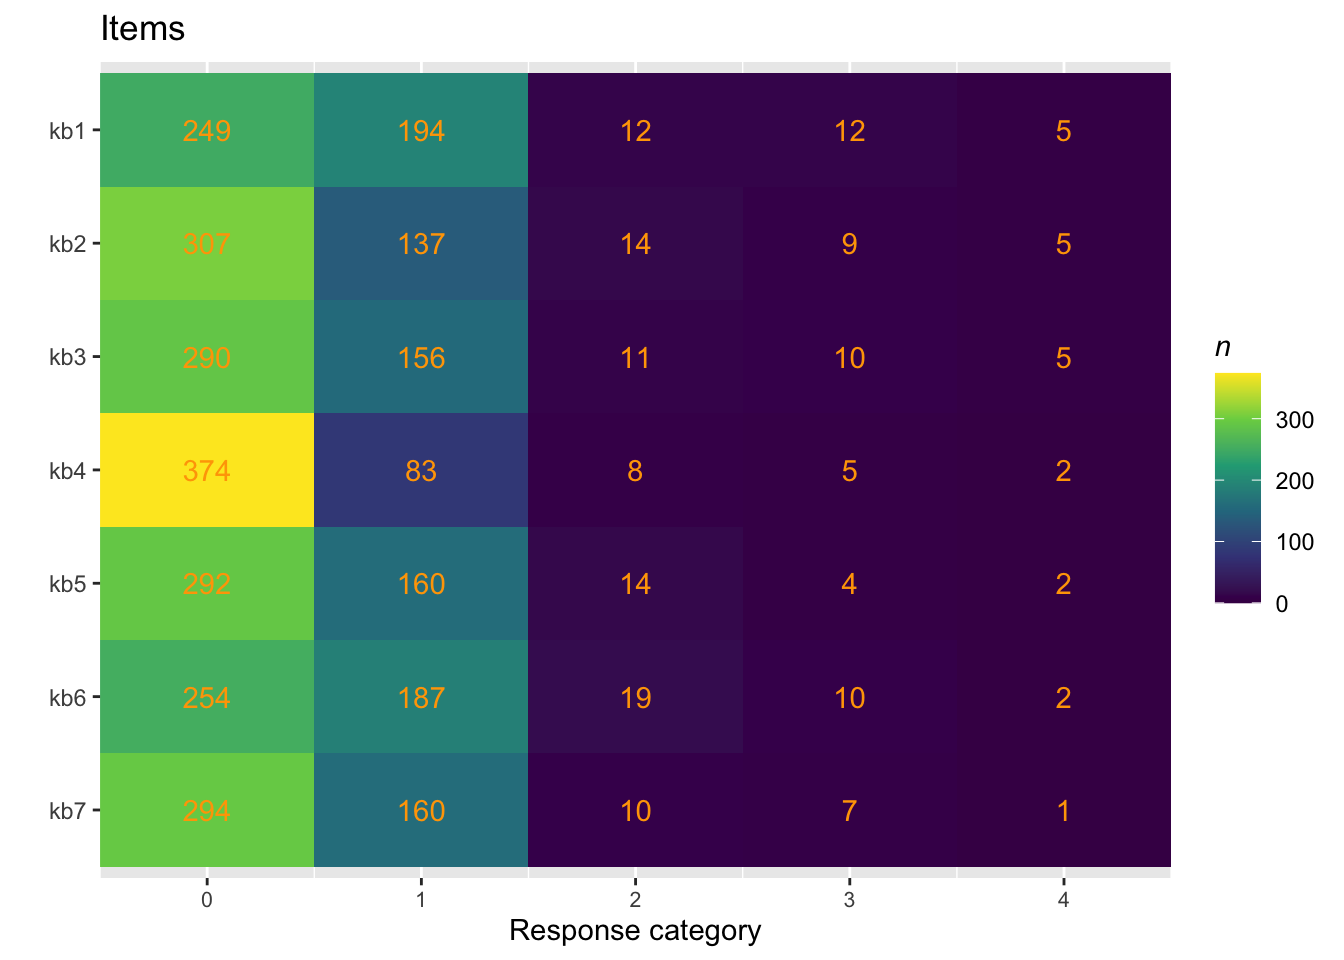 Items
kb1 249 194 12 12 5
kb2 307 137 14 9 5
kb3 290 156 11 10 5
kb4 374 83 8 5 2
kb5 292 160 14 4 2
kb6 254 187 19 10 2
kb7 294 160 10 7 1
0 1 2 3 4
Response category
n
300
200
100
0